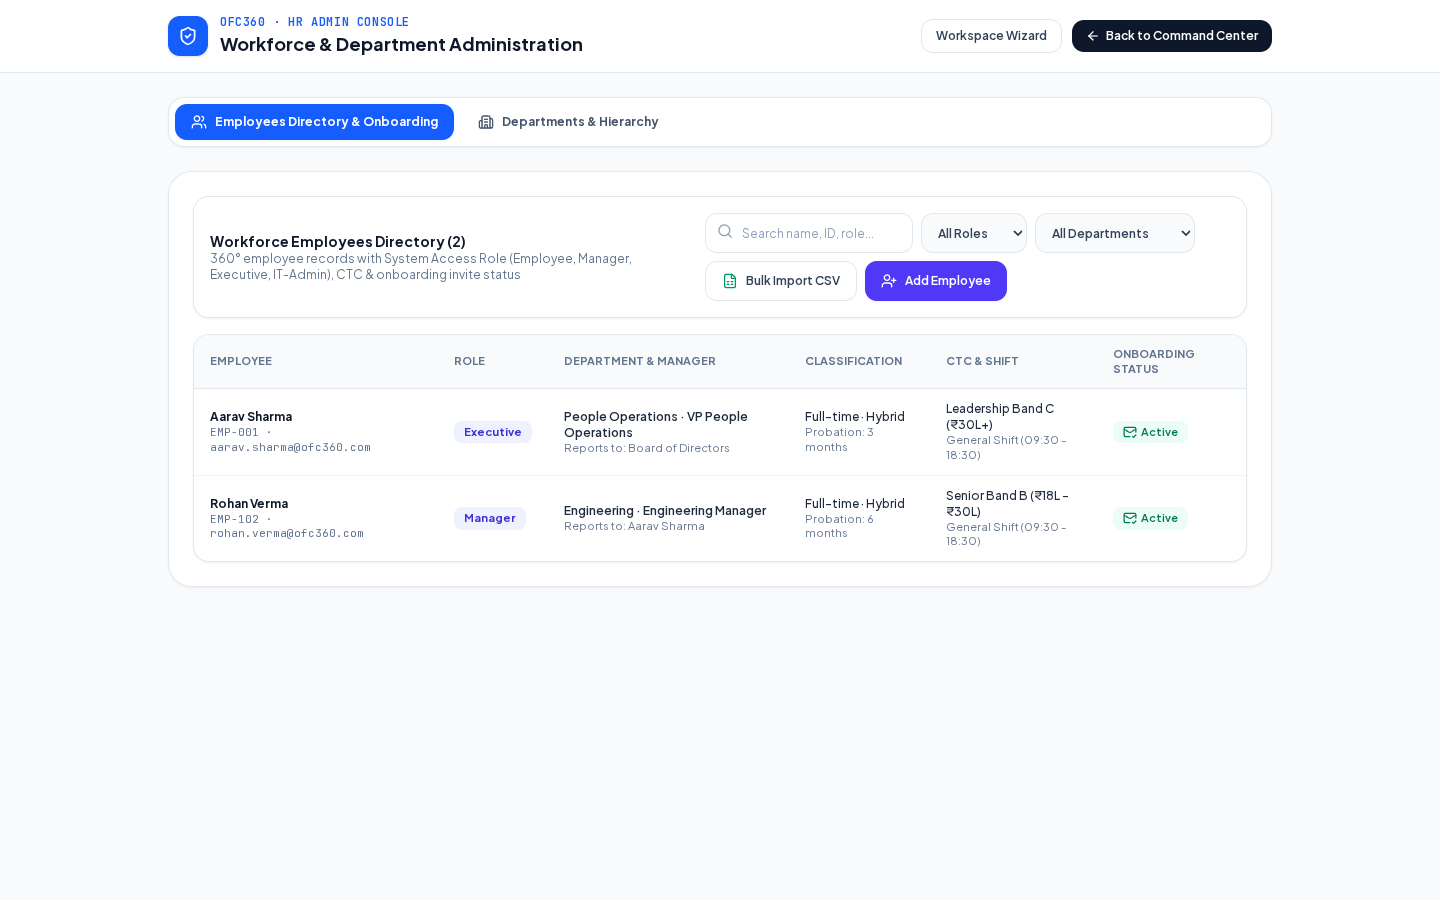 OFC360 · HR ADMIN CONSOLE
Workforce & Department Administration
Workspace Wizard
Back to Command Center
Employees Directory & Onboarding
Departments & Hierarchy
Workforce Employees Directory (2)
360° employee records with System Access Role (Employee, Manager,
Executive, IT-Admin), CTC & onboarding invite status
Search name, ID, role...
All Roles
All Departments
Bulk Import CSV
Add Employee
EMPLOYEE
ROLE
DEPARTMENT & MANAGER
CLASSIFICATION
CTC & SHIFT
ONBOARDING
STATUS
Aarav Sharma
EMP-001 ·
aarav.sharma@ofc360.com
Executive
People Operations · VP People
Operations
Reports to: Board of Directors
Full-time · Hybrid
Probation: 3
months
Leadership Band C
(₹30L+)
General Shift (09:30 -
18:30)
Active
Rohan Verma
EMP-102 ·
rohan.verma@ofc360.com
Manager
Engineering · Engineering Manager
Reports to: Aarav Sharma
Full-time · Hybrid
Probation: 6
months
Senior Band B (₹18L -
₹30L)
General Shift (09:30 -
18:30)
Active